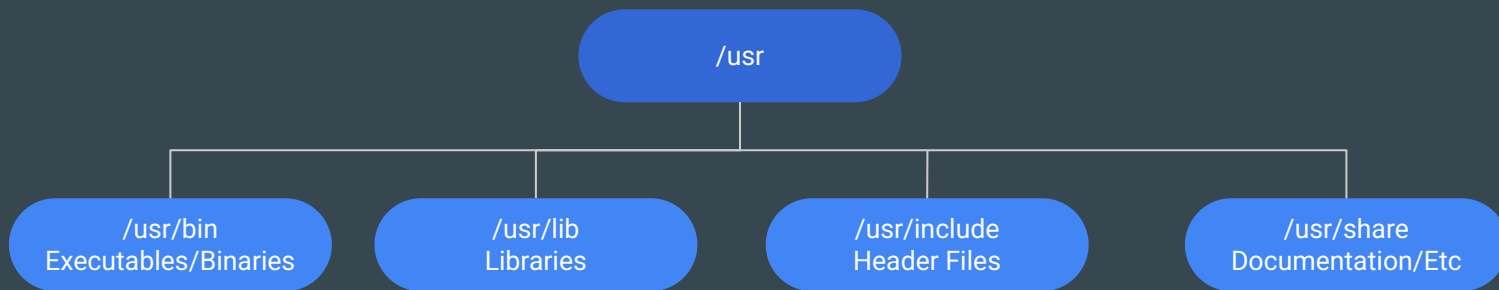 /usr
/usr/bin
Executables/Binaries
/usr/lib
Libraries
/usr/include
Header Files
/usr/share
Documentation/Etc